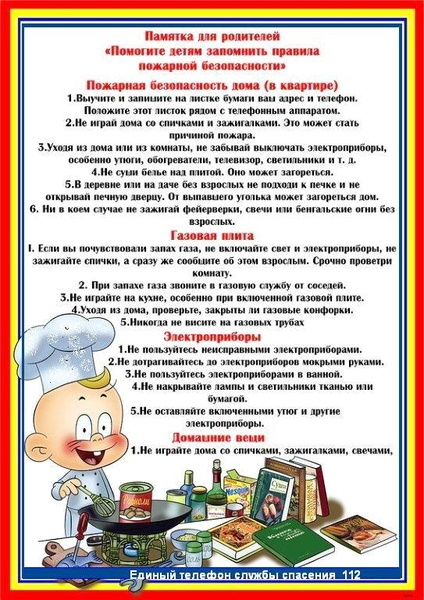 Памятка для родителей
«Помогите детям запомнить правила
пожарной безопасности»
Пожарная безопасность дома (в квартире)
1.Выучите и запишите на листке бумаги ваш адрес и телефон.
Положите этот листок рядом с телефонным аппаратом.
2.Не играй дома со спичками и зажигалками. Это может стать
причиной пожара.
3.Уходя из дома или из комнаты, не забывай выключать электроприборы,
особенно утюги, обогреватели, телевизор, светильники и т. д.
4.Не суши белье над плитой. Оно может загореться.
5.В деревне или на даче без взрослых не подходи к печке и не
открывай печную дверцу. От выпавшего уголька может загореться дом.
6. Ни в коем случае не зажигай фейерверки, свечи или бенгальские огни без
взрослых.
Газовая плита
1. Если вы почувствовали запах газа, не включайте свет и электроприборы, не
зажигайте спички, а сразу же сообщите об этом взрослым. Срочно проветри
комнату.
2. При запахе газа звоните в газовую службу от соседей.
3.Не играйте на кухне, особенно при включенной газовой плите.
4.Уходя из дома, проверьте, закрыты ли газовые конфорки.
5.Никогда не висите на газовых трубах
Электроприборы
1.Не пользуйтесь неисправными электроприборами.
2.Не дотрагивайтесь до электроприборов мокрыми руками.
3.Не пользуйтесь электроприборами в ванной.
4.Не накрывайте лампы и светильники тканью или
бумагой.
5.Не оставляйте включенными утюг и другие
электроприборы.
Домашние вещи
1.Не играйте дома со спичками, зажигалками, свечами,
Nesquik
Суши
Единый телефон службы спасения 112